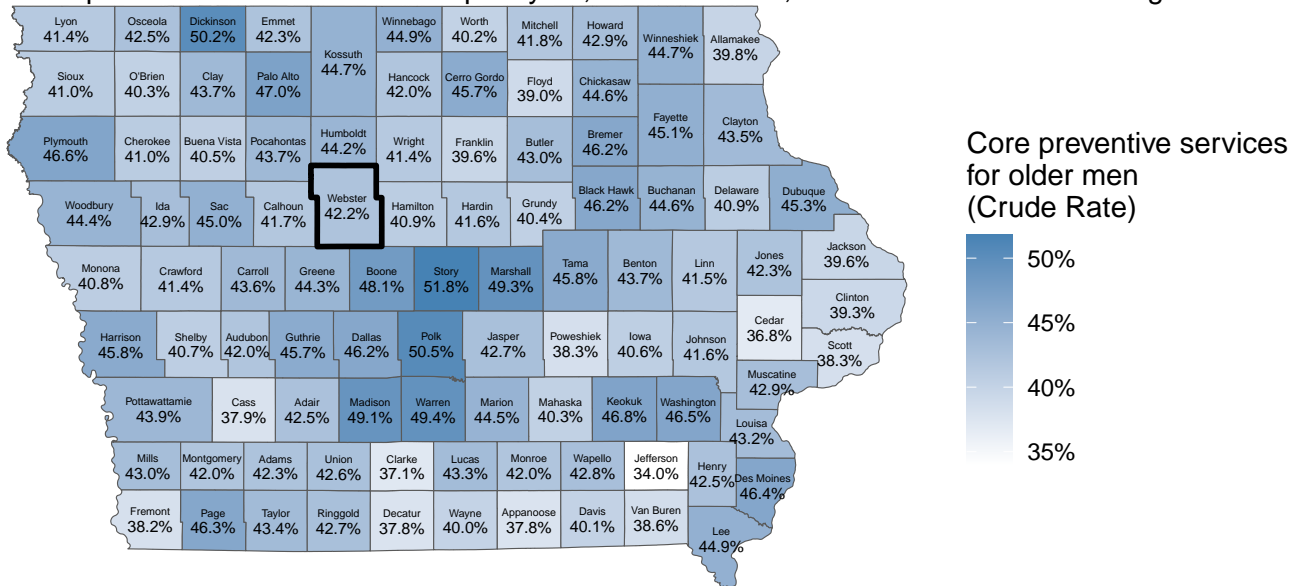 Lyon Osceola Dickinson Emmet Winnebago Worth Mitchell Howard Winneshiek Allamakee
41.4% 42.5% 50.2% 42.3% 44.9% 40.2% 41.8% 42.9% 44.7% 39.8%
Kossuth
44.7%
Sioux O'Brien Clay Palo Alto Hancock Cerro Gordo Floyd Chickasaw
41.0% 40.3% 43.7% 47.0% 42.0% 45.7% 39.0% 44.6%
Fayette Clayton
45.1% 43.5%
Plymouth Cherokee Buena Vista Pocahontas Humboldt Wright Franklin Butler Bremer
46.6% 41.0% 40.5% 43.7% 44.2% 41.4% 39.6% 43.0% 46.2%
Woodbury Ida Sac Calhoun Webster Hamilton Hardin Grundy Black Hawk Buchanan Delaware Dubuque
44.4% 42.9% 45.0% 41.7% 42.2% 40.9% 41.6% 40.4% 46.2% 44.6% 40.9% 45.3%
Monona Crawford Carroll Greene Boone Story Marshall Tama Benton Linn Jones Jackson
40.8% 41.4% 43.6% 44.3% 48.1% 51.8% 49.3% 45.8% 43.7% 41.5% 42.3% 39.6%
Clinton
39.3%
Harrison Shelby Audubon Guthrie Dallas Polk Jasper Poweshiek Iowa Johnson Cedar Scott
45.8% 40.7% 42.0% 45.7% 46.2% 50.5% 42.7% 38.3% 40.6% 41.6% 36.8% 38.3%
Muscatine
42.9%
Pottawattamie Cass Adair Madison Warren Marion Mahaska Keokuk Washington Louisa
43.9% 37.9% 42.5% 49.1% 49.4% 44.5% 40.3% 46.8% 46.5% 43.2%
Mills Montgomery Adams Union Clarke Lucas Monroe Wapello Jefferson Henry Des Moines
43.0% 42.0% 42.3% 42.6% 37.1% 43.3% 42.0% 42.8% 34.0% 42.5% 46.4%
Fremont Page Taylor Ringgold Decatur Wayne Appanoose Davis Van Buren Lee
38.2% 46.3% 43.4% 42.7% 37.8% 40.0% 37.8% 40.1% 38.6% 44.9%
Core preventive services
for older men
(Crude Rate)
50%
45%
40%
35%